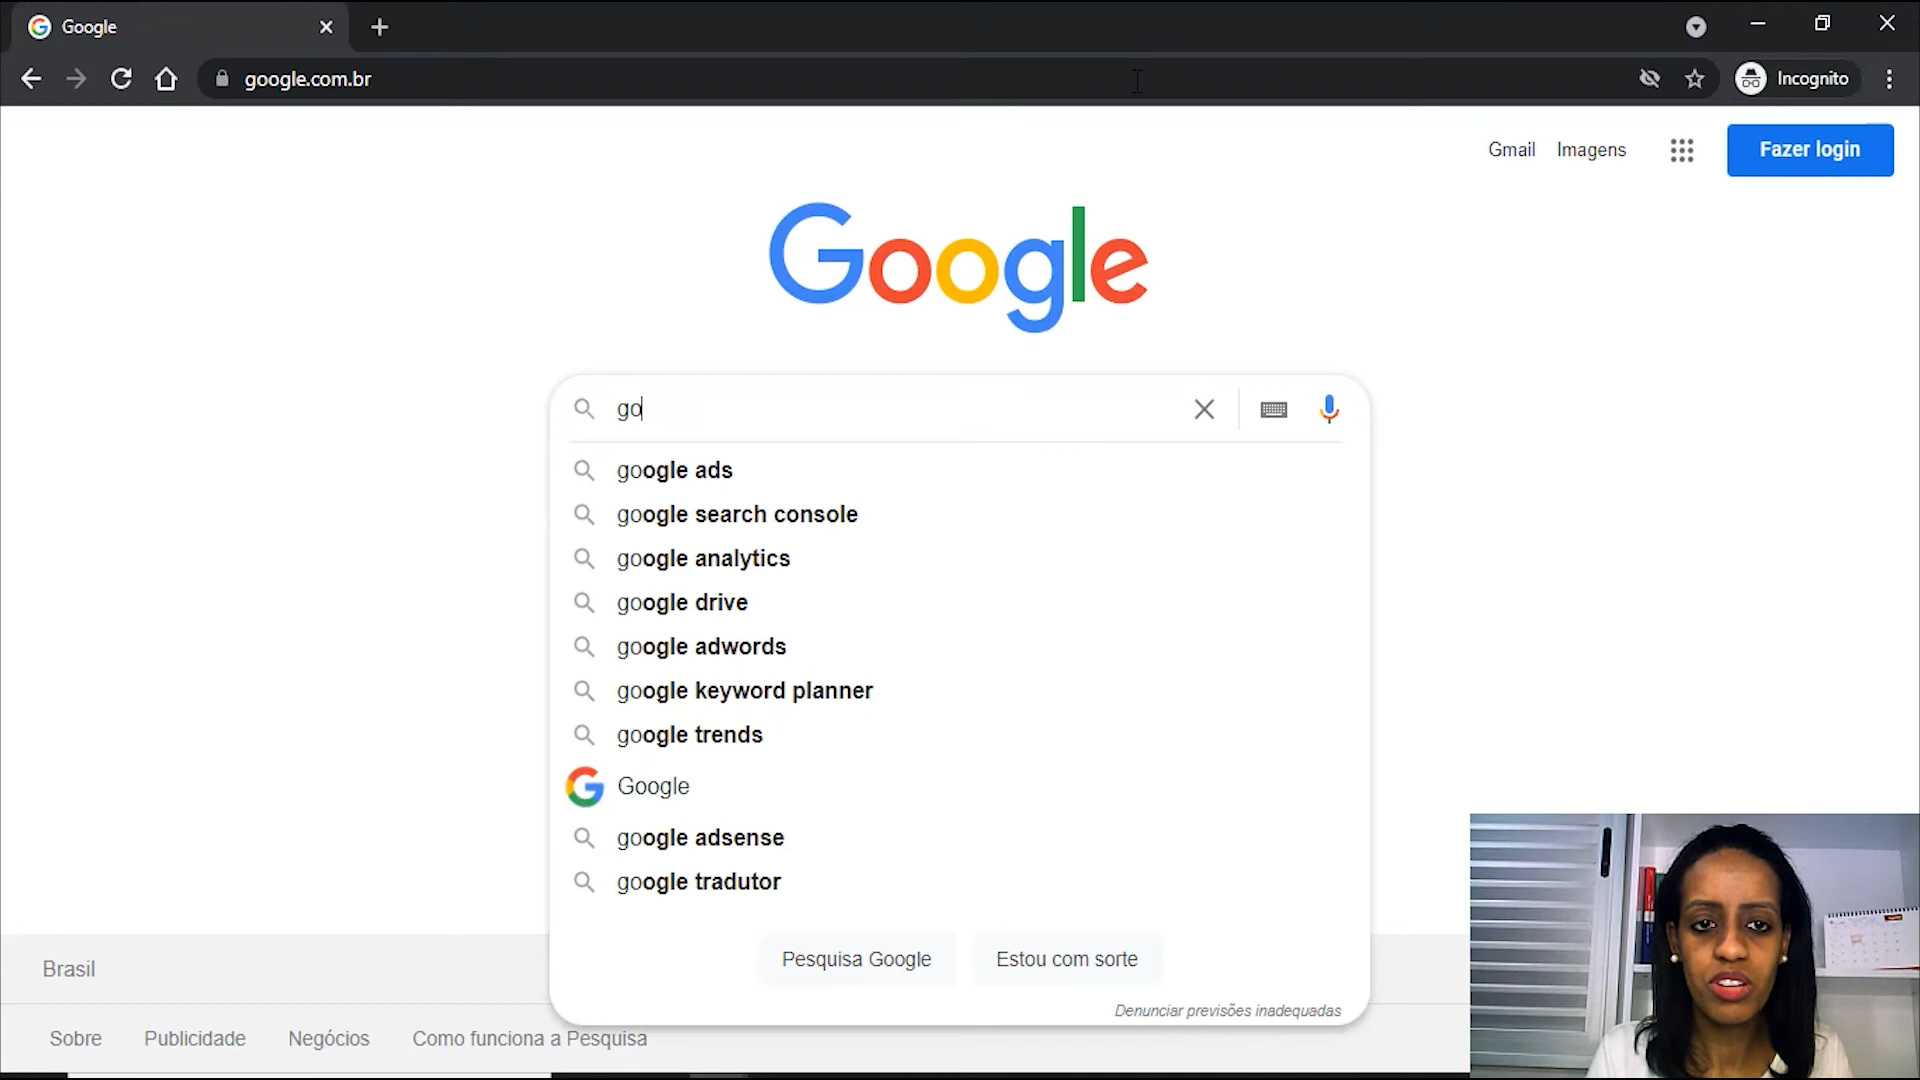 Google
google.com.br
Incognito
Gmail
Imagens
Fazer login
Google
go
google ads
google search console
google analytics
google drive
google adwords
google keyword planner
google trends
Google
google adsense
google tradutor
Pesquisa Google
Estou com sorte
Denunciar previsões inadequadas
Brasil
Sobre
Publicidade
Negócios
Como funciona a Pesquisa